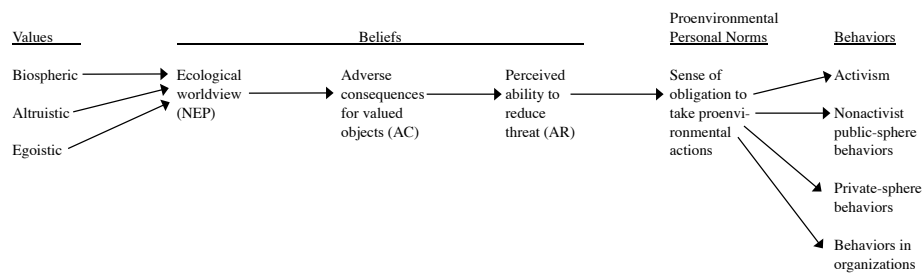 Values
Beliefs
Proenvironmental
Personal Norms
Behaviors
Biospheric
Altruistic
Egoistic
Ecological
worldview
(NEP)
Adverse
consequences
for valued
objects (AC)
Perceived
ability to
reduce
threat (AR)
Sense of
obligation to
take proenvi-
ronmental
actions
Activism
Nonactivist
public-sphere
behaviors
Private-sphere
behaviors
Behaviors in
organizations